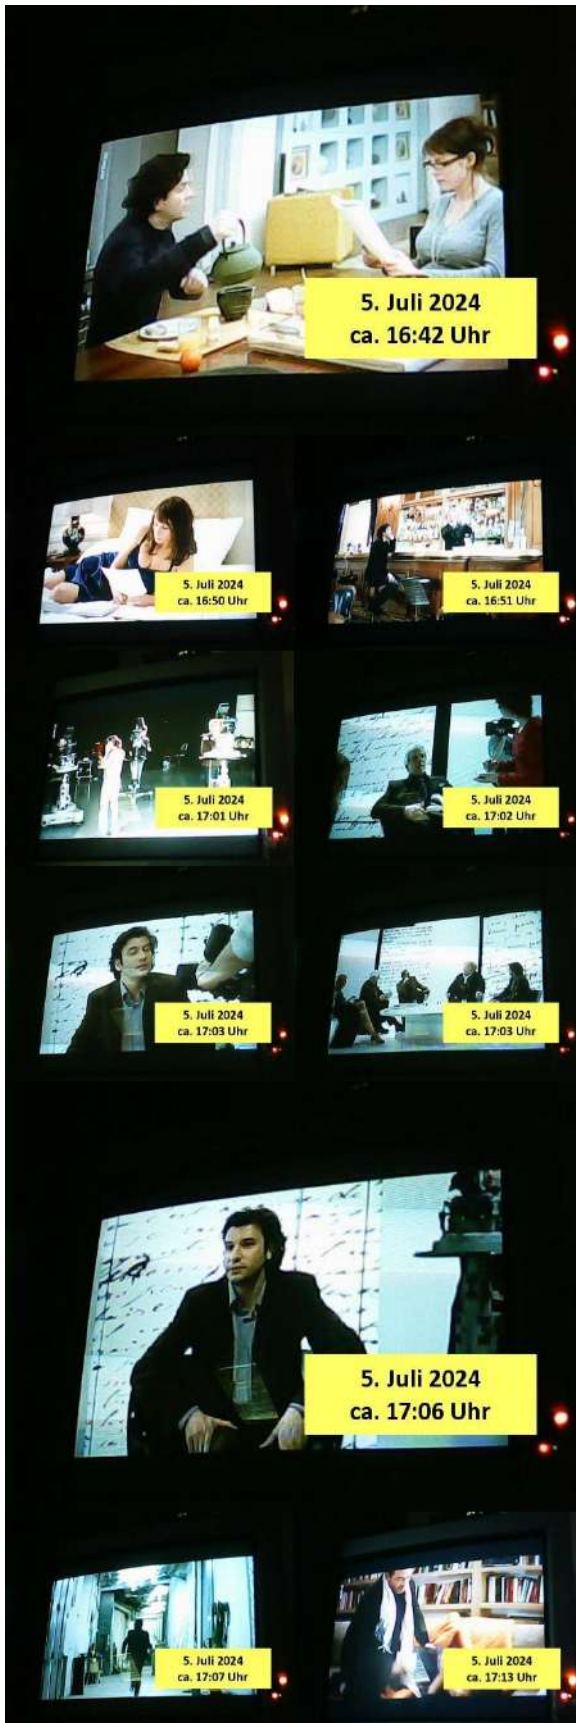 5. Juli 2024
ca. 16:42 Uhr
5. Juli 2024
ca. 16:50 Uhr
5. Juli 2024
ca. 16:51 Uhr
5. Juli 2024
ca. 17:01 Uhr
5. Juli 2024
ca. 17:02 Uhr
5. Juli 2024
ca. 17:03 Uhr
5. Juli 2024
ca. 17:03 Uhr
5. Juli 2024
ca. 17:06 Uhr
5. Juli 2024
ca. 17:07 Uhr
5. Juli 2024
ca. 17:13 Uhr